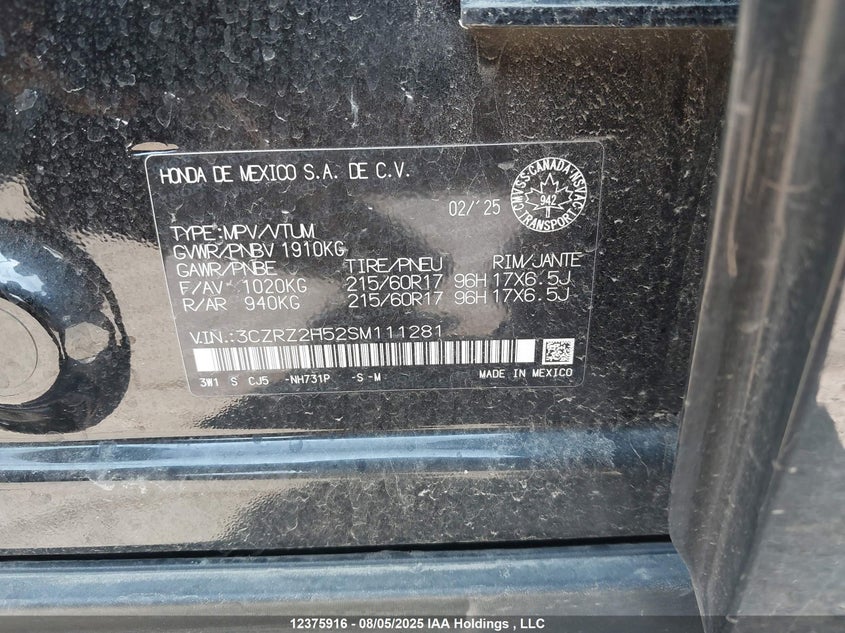 HONDA DE MEXICO S.A. DE C.V.
02/'25
CMVSS·CANADA·NSVAC
942
TRANSPORT
TYPE:MPV/VTUM
GVWR/PNBV 1910KG
GAWR/PNBE TIRE/PNEU RIM/JANTE
F/AV 1020KG 215/60R17 96H 17X6.5J
R/AR 940KG 215/60R17 96H 17X6.5J
V.I.N.:3CZRZ2H52SM111281
3W1 S CJ5 -NH731P -S -M MADE IN MEXICO
12375916 - 08/05/2025 IAA Holdings , LLC